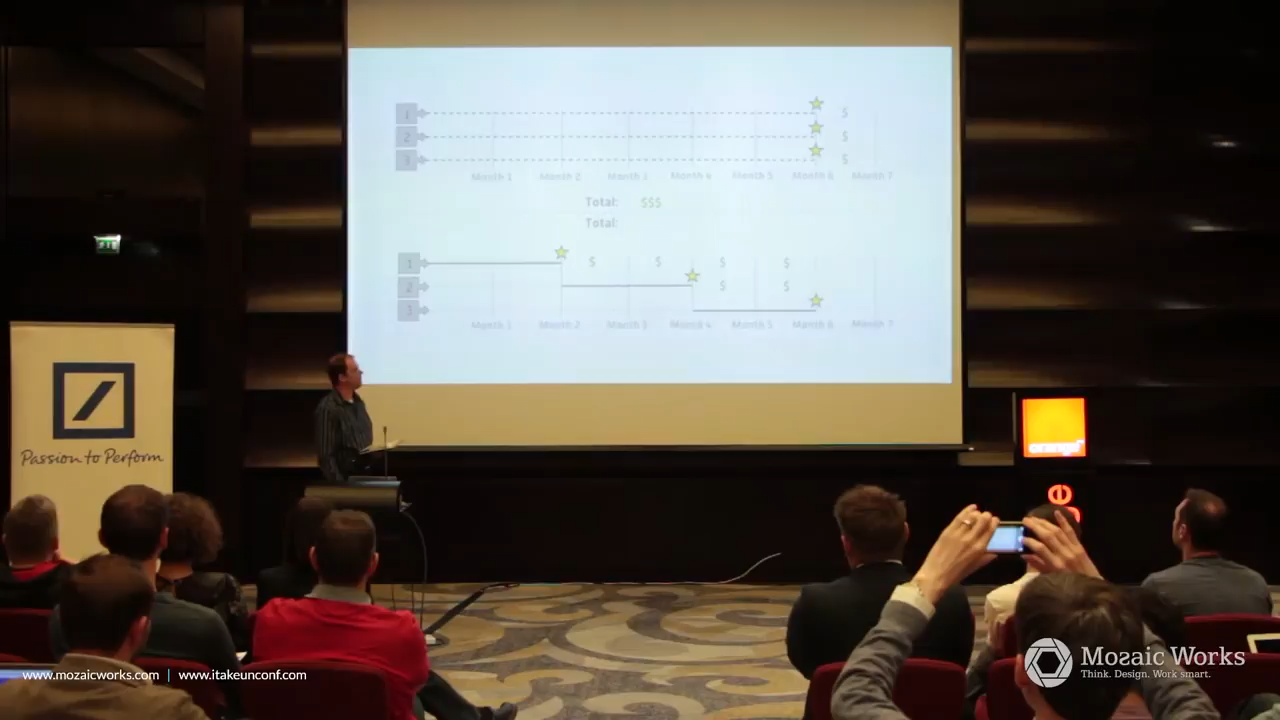 1 $
2 $
3 $
Month 1 Month 2 Month 3 Month 4 Month 5 Month 6 Month 7
Total: $$$
Total:
1 $ $ $ $
2 $ $
3
Month 1 Month 2 Month 3 Month 4 Month 5 Month 6 Month 7
Passion to Perform
orange
www.mozaicworks.com | www.itakeunconf.com
Mozaic Works
Think. Design. Work smart.